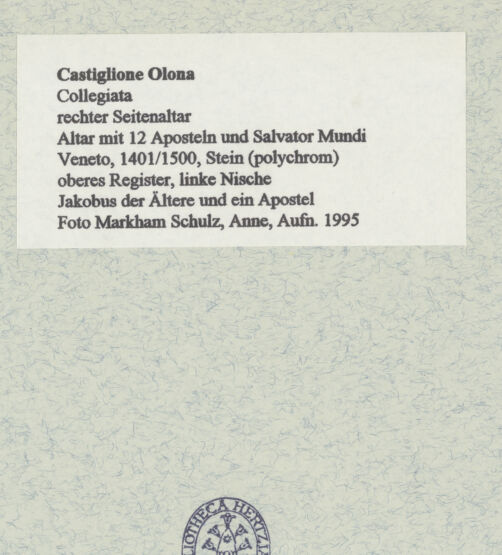 Castiglione Olona
Collegiata
rechter Seitenaltar
Altar mit 12 Aposteln und Salvator Mundi
Veneto, 1401/1500, Stein (polychrom)
oberes Register, linke Nische
Jakobus der Ältere und ein Apostel
Foto Markham Schulz, Anne, Aufn. 1995